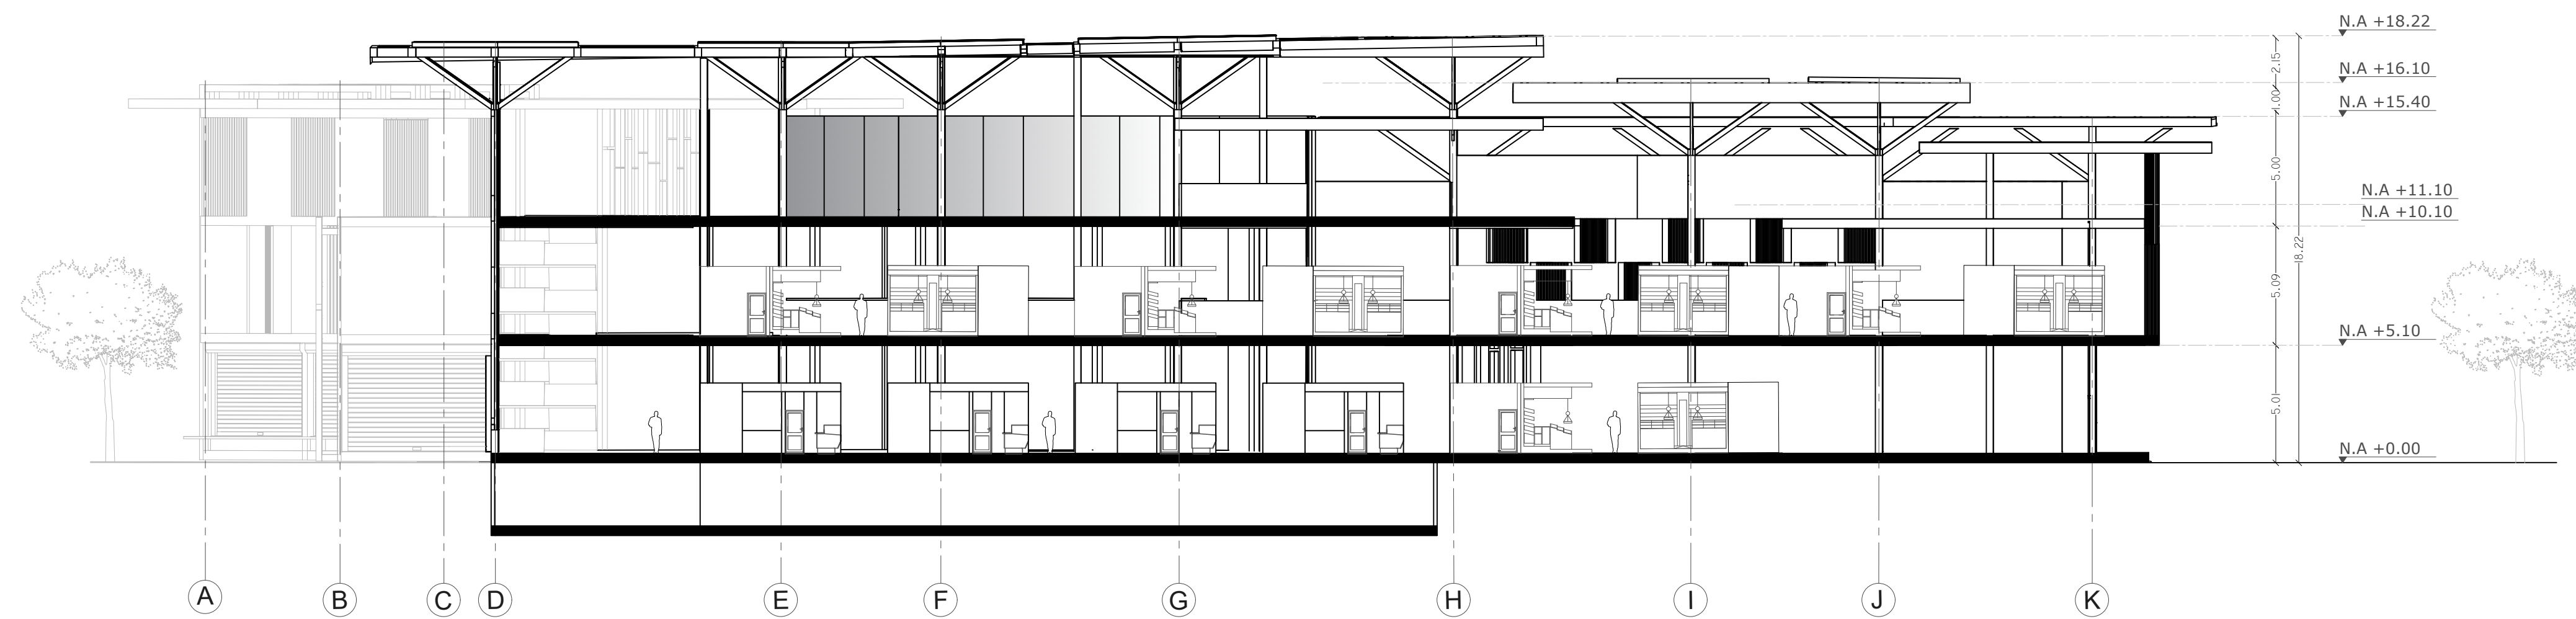 N.A +18.22
N.A +16.10
N.A +15.40
N.A +11.10
N.A +10.10
N.A +5.10
N.A +0.00
2.15
1.00
5.00
5.09
5.01
18.22
A
B
C
D
E
F
G
H
I
J
K